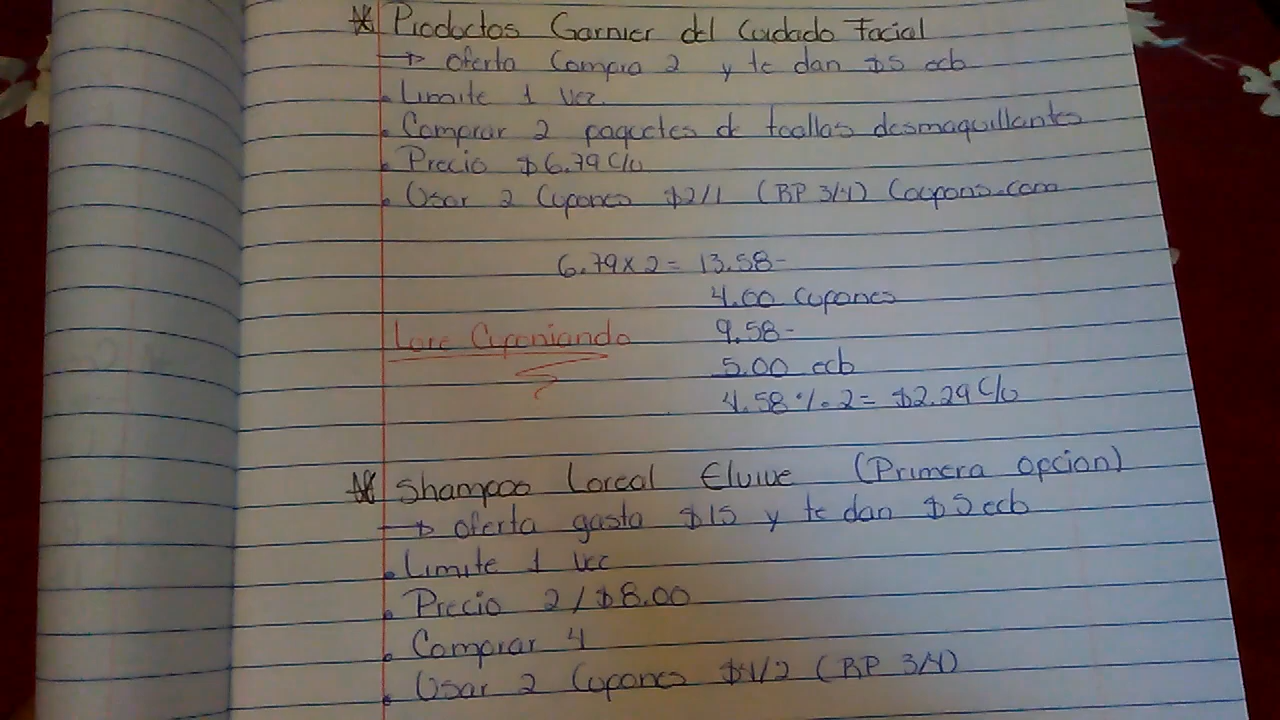 * Productos Garnier del Cuidado Facial
→ oferta Compra 2 y te dan $5 ecb
• Limite 1 vez.
• Comprar 2 paquetes de toallas desmaquillantes
• Precio $6.79 c/u
• Usar 2 Cupones $2/1 (RP 3/4) Coupons.com
6.79 x 2 = 13.58-
4.00 Cupones
Lore Cuponiando
9.58-
5.00 ecb
4.58 % 2 = $2.29 c/u
* Shampoo Loreal Elvive (Primera opcion)
→ oferta gasta $15 y te dan $5 ecb
• Limite 1 vez
• Precio 2/$8.00
• Comprar 4
• Usar 2 Cupones $4/2 (RP 3/4)